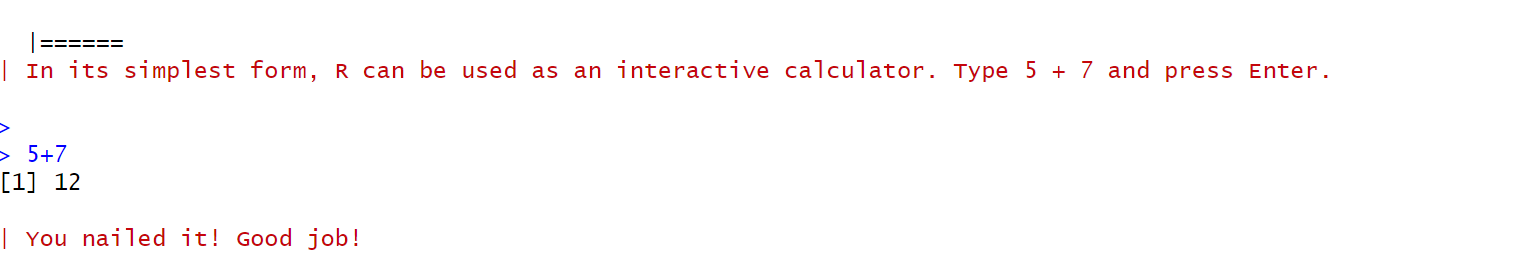 |======
| In its simplest form, R can be used as an interactive calculator. Type 5 + 7 and press Enter.
>
> 5+7
[1] 12
| You nailed it! Good job!